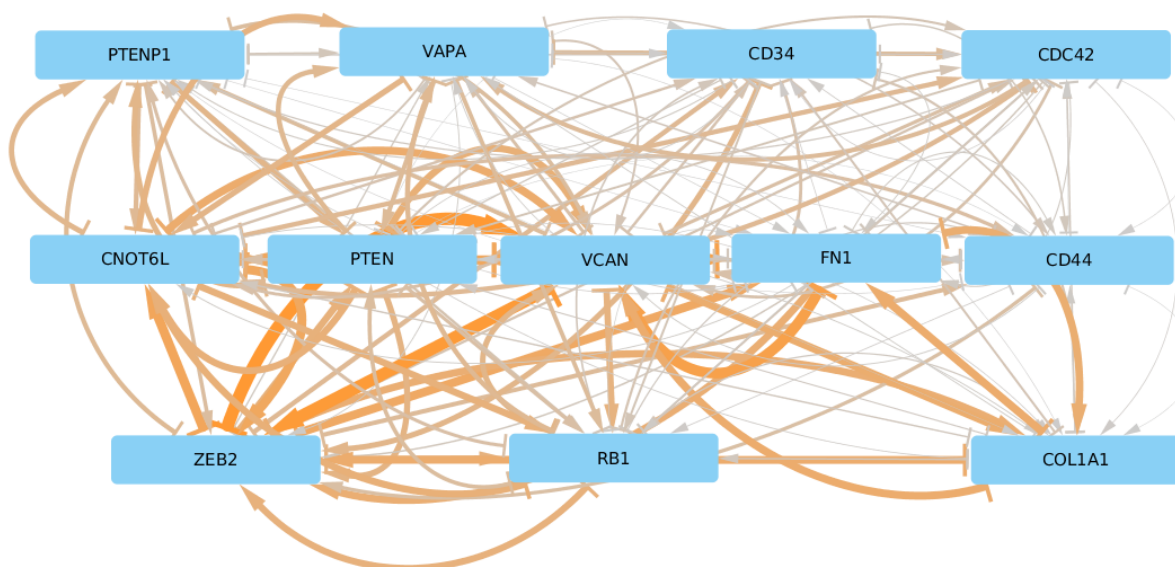 PTENP1 VAPA CD34 CDC42
CNOT6L PTEN VCAN FN1 CD44
ZEB2 RB1 COL1A1